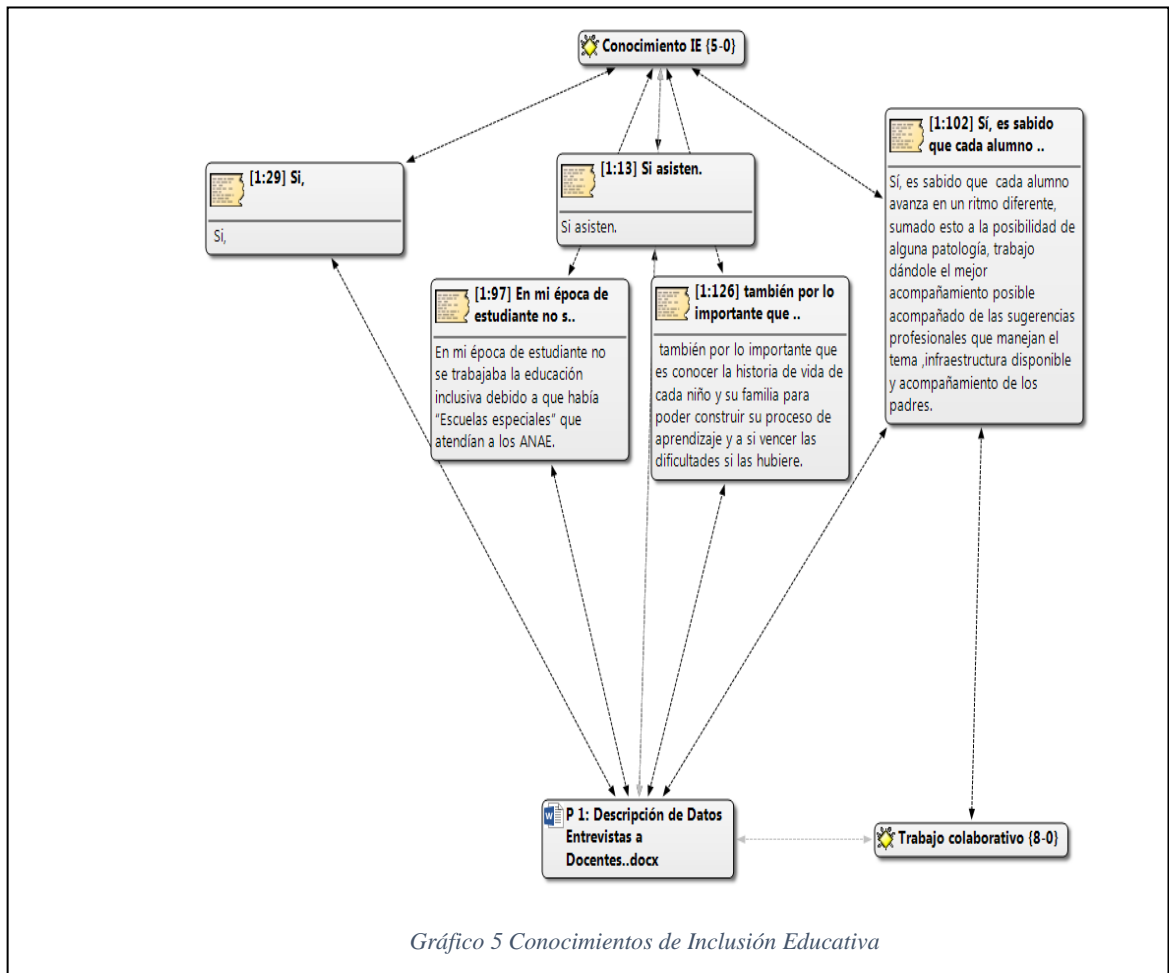 Conocimiento IE {5-0}
[1:29] Si,
Si,
[1:13] Si asisten.
Si asisten.
[1:102] Sí, es sabido
que cada alumno ..
Sí, es sabido que  cada alumno
avanza en un ritmo diferente,
sumado esto a la posibilidad de
alguna patología, trabajo
dándole el mejor
acompañamiento posible
acompañado de las sugerencias
profesionales que manejan el
tema ,infraestructura disponible
y acompañamiento de los
padres.
[1:97] En mi época de
estudiante no s..
En mi época de estudiante no
se trabajaba la educación
inclusiva debido a que había
“Escuelas especiales” que
atendían a los ANAE.
[1:126] también por lo
importante que ..
también por lo importante que
es conocer la historia de vida de
cada niño y su familia para
poder construir su proceso de
aprendizaje y a si vencer las
dificultades si las hubiere.
P 1: Descripción de Datos
Entrevistas a
Docentes..docx
Trabajo colaborativo {8-0}
Gráfico 5 Conocimientos de Inclusión Educativa